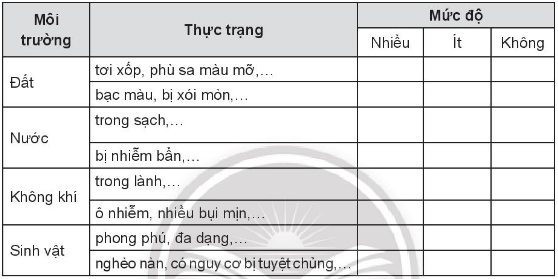 Môi trường
Thực trạng
Mức độ
Nhiều
Ít
Không
Đất
tơi xốp, phù sa màu mỡ,…
bạc màu, bị xói mòn,…
Nước
trong sạch,…
bị nhiễm bẩn,…
Không khí
trong lành,…
ô nhiễm, nhiều bụi mịn,…
Sinh vật
phong phú, đa dạng,…
nghèo nàn, có nguy cơ bị tuyệt chủng,…